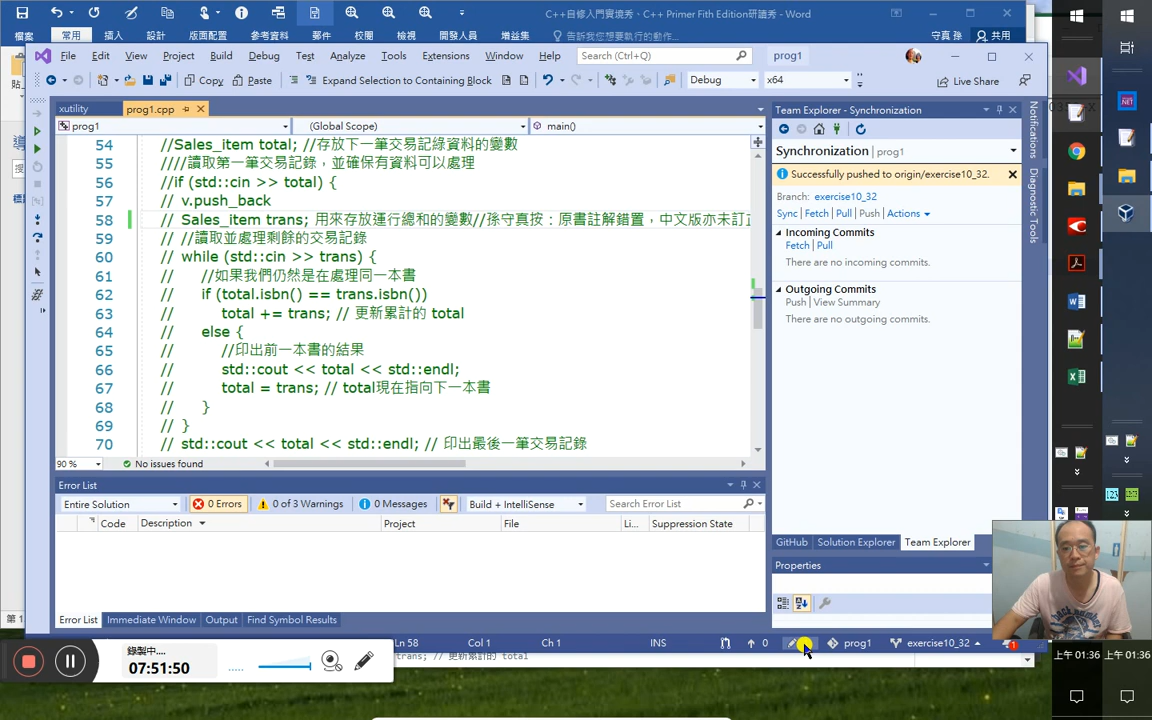 C++自修入門實境秀、C++ Primer Fith Edition研讀秀。 - Word
檔案 常用 插入 設計 版面配置 參考資料 郵件 校閱 檢視 開發人員 增益集 告訴我您想要執行的動作 守真 孫 共用
File Edit View Project Build Debug Test Analyze Tools Extensions Window Help Search (Ctrl+Q) prog1
Copy Paste Expand Selection to Containing Block Debug x64 Live Share
xutility prog1.cpp
prog1 (Global Scope) main()
54 //Sales_item total; //存放下一筆交易記錄資料的變數
55 ////讀取第一筆交易記錄，並確保有資料可以處理
56 //if (std::cin >> total) {
57 // v.push_back
58 // Sales_item trans; 用來存放運行總和的變數//孫守真按：原書註解錯置，中文版亦未訂正
59 // //讀取並處理剩餘的交易記錄
60 // while (std::cin >> trans) {
61 // //如果我們仍然是在處理同一本書
62 // if (total.isbn() == trans.isbn())
63 // total += trans; // 更新累計的 total
64 // else {
65 // //印出前一本書的結果
66 // std::cout << total << std::endl;
67 // total = trans; // total現在指向下一本書
68 // }
69 // }
70 // std::cout << total << std::endl; // 印出最後一筆交易記錄
90 % No issues found
Error List
Entire Solution 0 Errors 0 of 3 Warnings 0 Messages Build + IntelliSense Search Error List
Code Description Project File Li... Suppression State
Error List Immediate Window Output Find Symbol Results
Team Explorer - Synchronization
Synchronization prog1
Successfully pushed to origin/exercise10_32.
Branch: exercise10_32
Sync Fetch Pull Push Actions
Incoming Commits
Fetch Pull
There are no incoming commits.
Outgoing Commits
Push View Summary
There are no outgoing commits.
GitHub Solution Explorer Team Explorer
Properties
Notifications
Diagnostic Tools
Ln 58 Col 1 Ch 1 INS 0 prog1 exercise10_32 1
trans; // 更新累計的 total
錄製中....
07:51:50
上午 01:36 上午 01:36